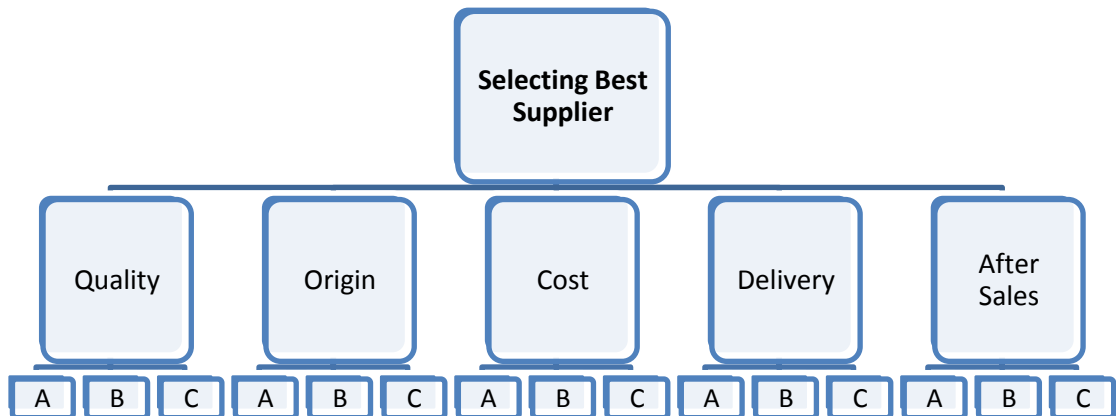 Selecting Best
Supplier
Quality
Origin
Cost
Delivery
After
Sales
A B C A B C A B C A B C A B C